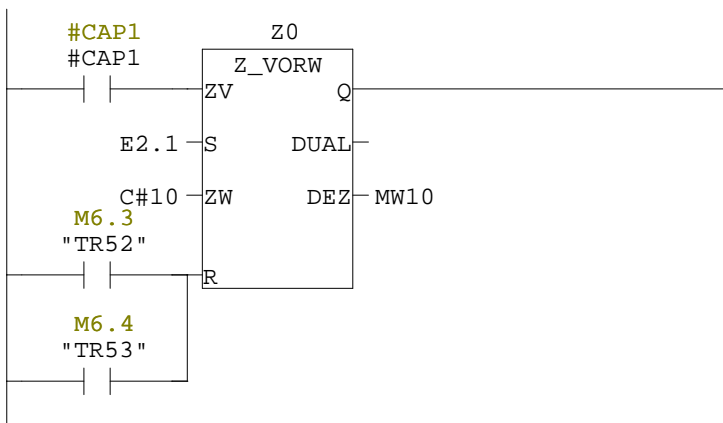 #CAP1
#CAP1
Z0
Z_VORW
ZV
Q
E2.1
S
DUAL
C#10
ZW
DEZ
MW10
M6.3
"TR52"
R
M6.4
"TR53"